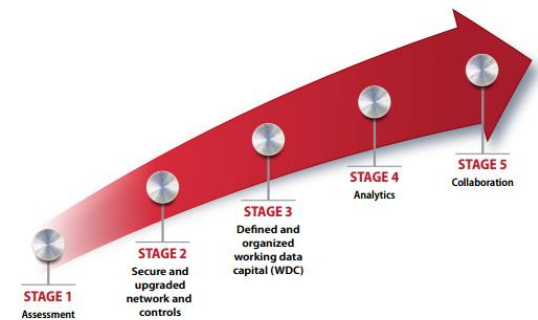 STAGE 1
Assessment
STAGE 2
Secure and
upgraded
network and
controls
STAGE 3
Defined and
organized
working data
capital (WDC)
STAGE 4
Analytics
STAGE 5
Collaboration